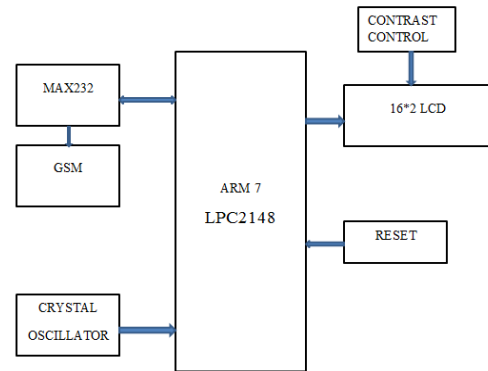 CONTRAST
CONTROL
MAX232
16*2 LCD
GSM
ARM 7
LPC2148
RESET
CRYSTAL
OSCILLATOR